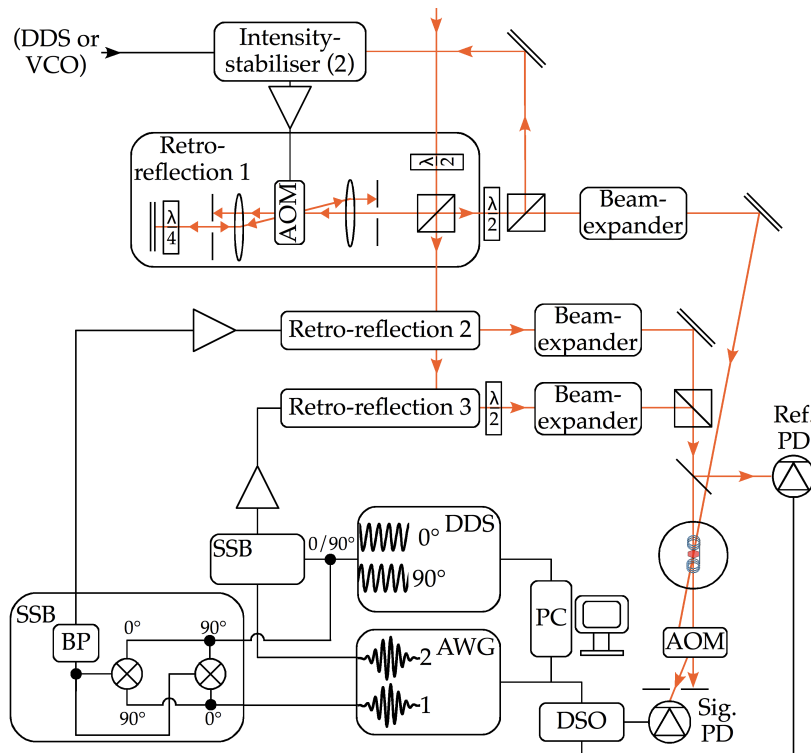 (DDS or
VCO)
Intensity-
stabiliser (2)
Retro-
reflection 1
λ
2
AOM
λ
4
λ
2
Beam-
expander
Retro-reflection 2
Beam-
expander
Retro-reflection 3
λ
2
Beam-
expander
Ref.
PD
SSB
0/90°
DDS
0°
90°
PC
SSB
BP
0°
90°
90°
0°
AWG
2
1
AOM
DSO
Sig.
PD